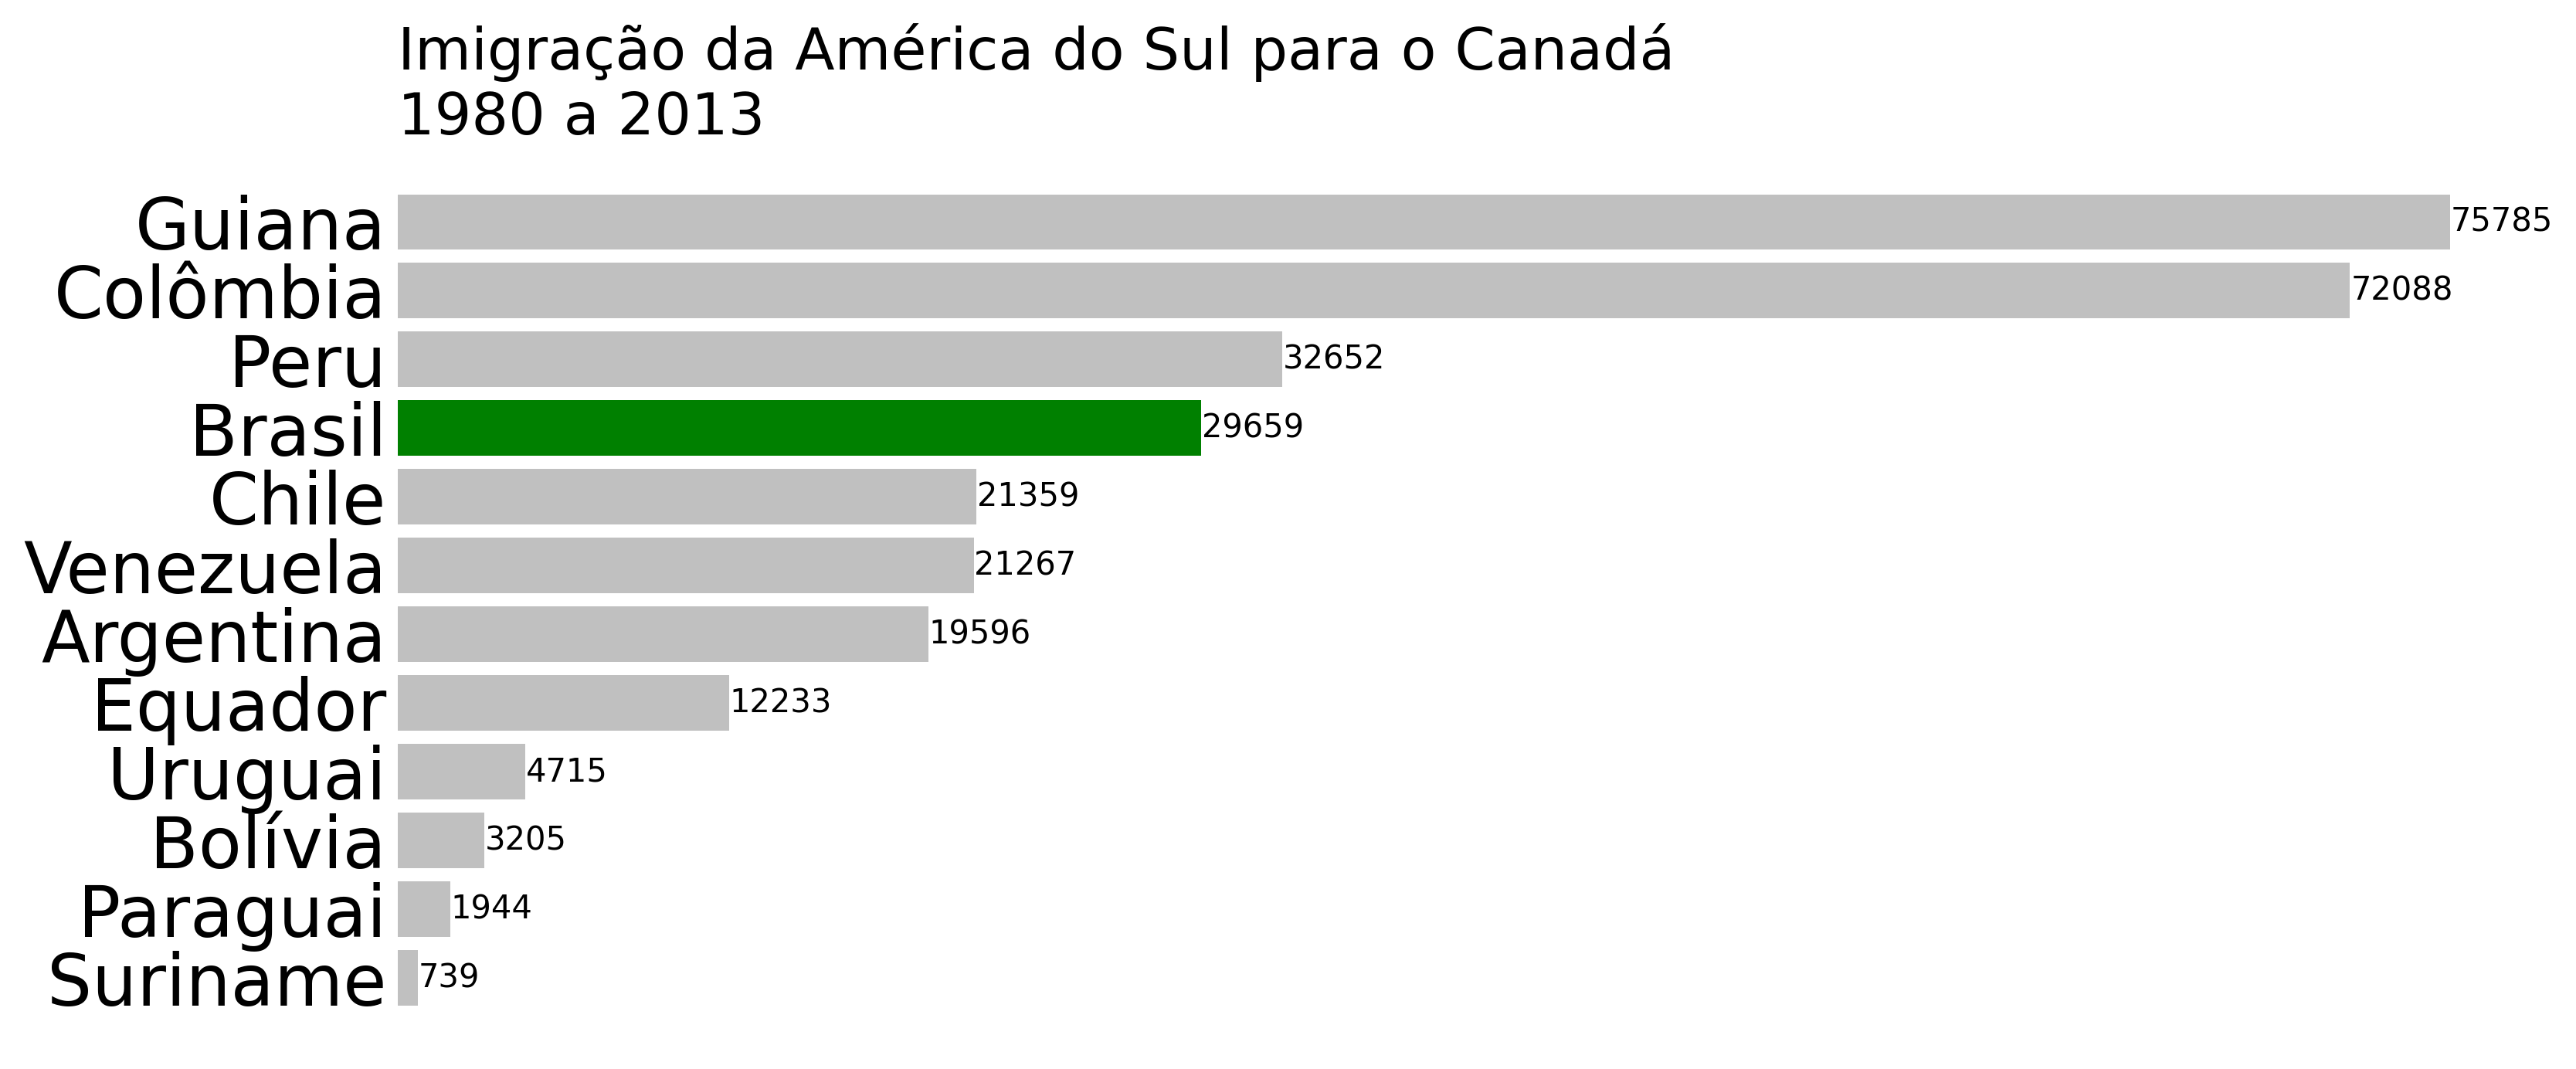 Imigração da América do Sul para o Canadá
1980 a 2013
Guiana 75785
Colômbia 72088
Peru 32652
Brasil 29659
Chile 21359
Venezuela 21267
Argentina 19596
Equador 12233
Uruguai 4715
Bolívia 3205
Paraguai 1944
Suriname 739